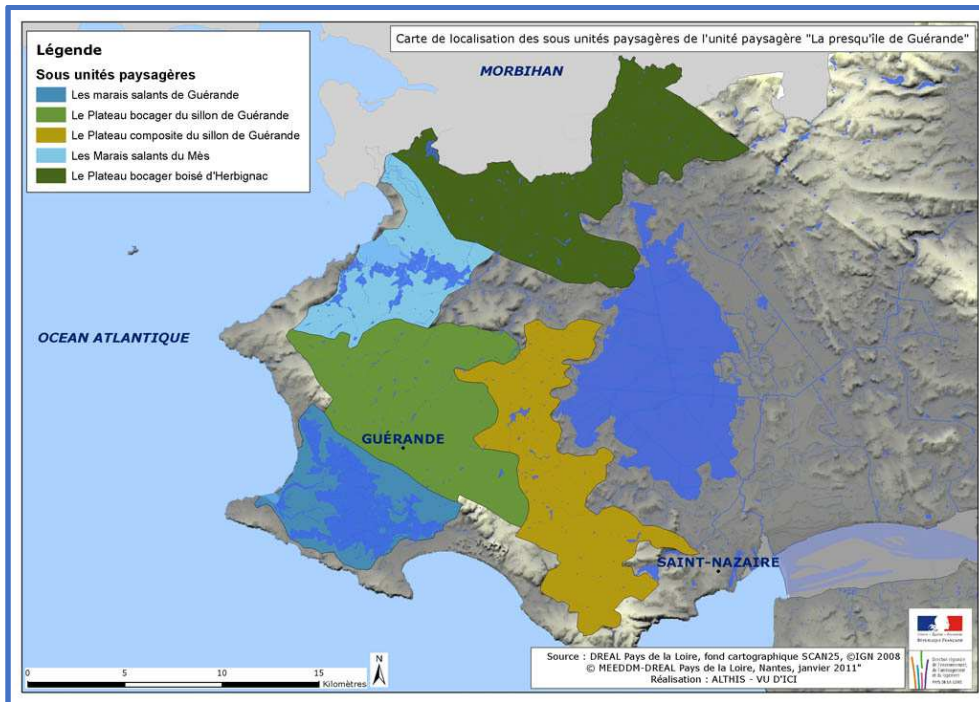 Carte de localisation des sous unités paysagères de l'unité paysagère "La presqu'île de Guérande"
Légende
Sous unités paysagères
Les marais salants de Guérande
Le Plateau bocager du sillon de Guérande
Le Plateau composite du sillon de Guérande
Les Marais salants du Mès
Le Plateau bocager boisé d'Herbignac
MORBIHAN
OCEAN ATLANTIQUE
GUÉRANDE
SAINT-NAZAIRE
0 5 10 15
Kilomètres
N
Source : DREAL Pays de la Loire, fond cartographique SCAN25, ©IGN 2008
© MEEDDM-DREAL Pays de la Loire, Nantes, janvier 2011"
Réalisation : ALTHIS - VU D'ICI
RÉPUBLIQUE FRANÇAISE